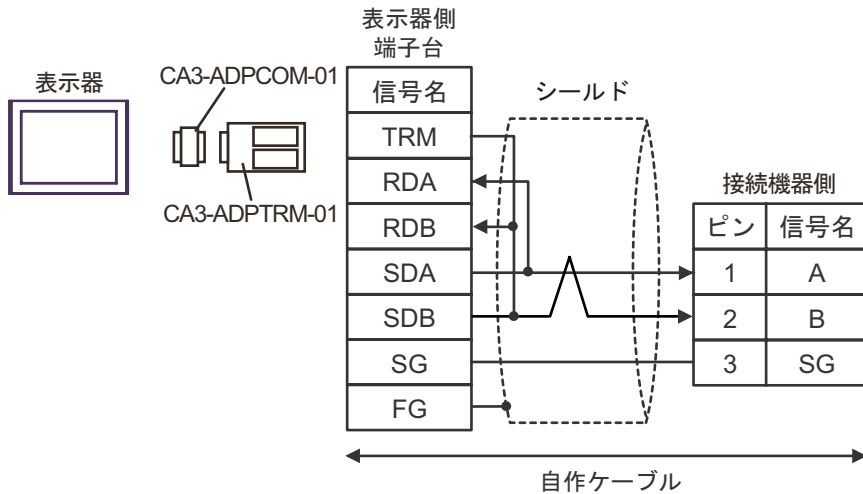 表示器
CA3-ADPCOM-01
CA3-ADPTRM-01
表示器側
端子台
信号名
TRM
RDA
RDB
SDA
SDB
SG
FG
シールド
接続機器側
ピン 信号名
1 A
2 B
3 SG
自作ケーブル